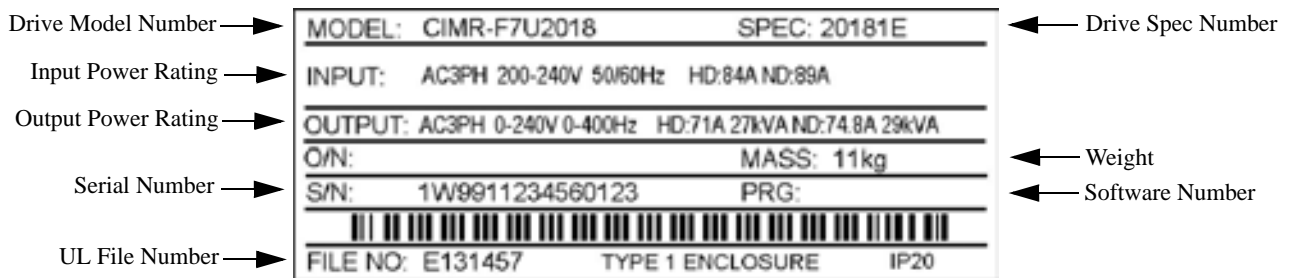 Drive Model Number MODEL: CIMR-F7U2018 SPEC: 20181E Drive Spec Number
Input Power Rating INPUT: AC3PH 200-240V 50/60Hz HD:84A ND:89A
Output Power Rating OUTPUT: AC3PH 0-240V 0-400Hz HD:71A 27kVA ND:74.8A 29kVA
O/N: MASS: 11kg Weight
Serial Number S/N: 1W9911234560123 PRG: Software Number
UL File Number FILE NO: E131457 TYPE 1 ENCLOSURE IP20